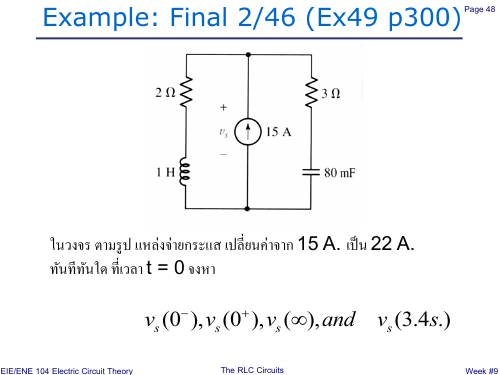 Example: Final 2/46 (Ex49 p300)
Page 48
2 Ω
3 Ω
+
v_s
15 A
−
1 H
80 mF
ในวงจร ตามรูป แหล่งจ่ายกระแส เปลี่ยนค่าจาก 15 A. เป็น 22 A.
ทันทีทันใด ที่เวลา t = 0 จงหา
v_s(0⁻), v_s(0⁺), v_s(∞), and v_s(3.4s.)
EIE/ENE 104 Electric Circuit Theory
The RLC Circuits
Week #9